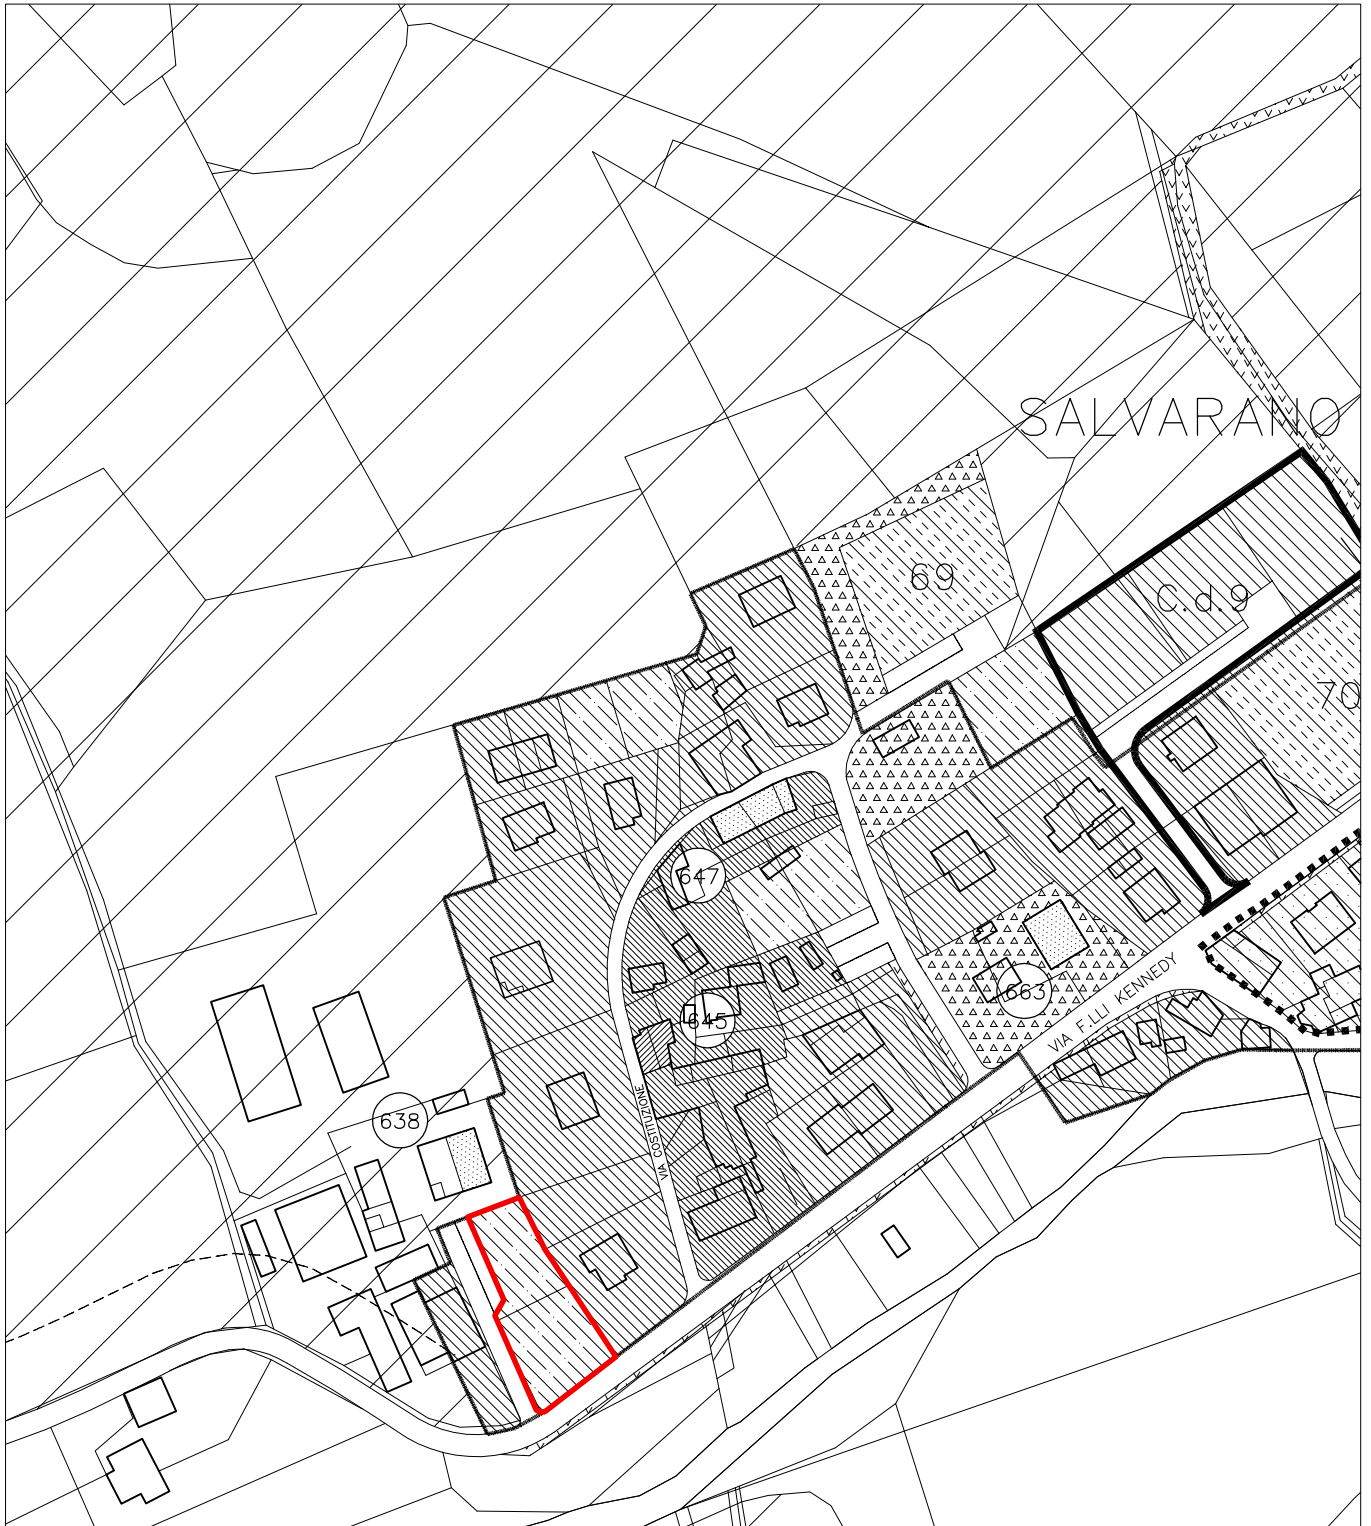 SALVARANO
69
C.d.9
70
647
663
VIA F.LLI KENNEDY
645
VIA COSTITUZIONE
638